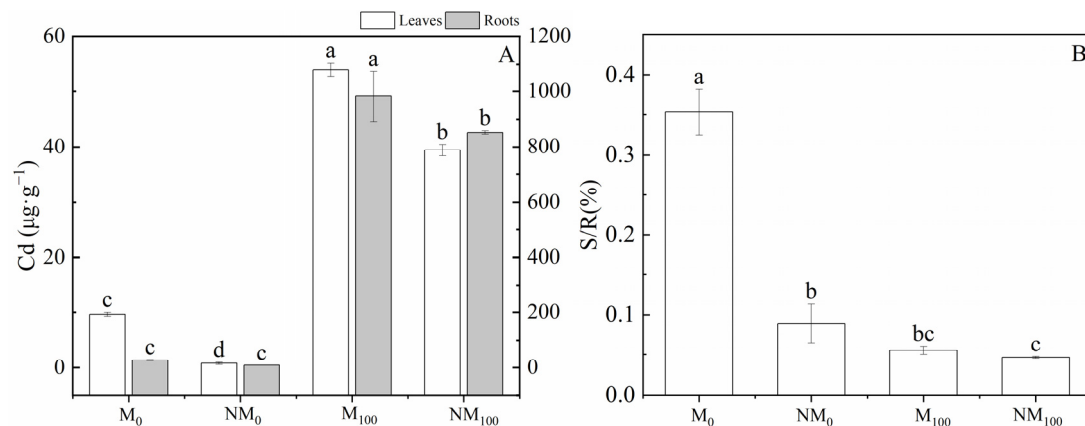 Leaves Roots
A
Cd (μg·g⁻¹)
60
40
20
0
1200
1000
800
600
400
200
0
c
c
d
c
a
a
b
b
M₀
NM₀
M₁₀₀
NM₁₀₀
B
S/R(%)
0.4
0.3
0.2
0.1
0.0
a
b
bc
c
M₀
NM₀
M₁₀₀
NM₁₀₀